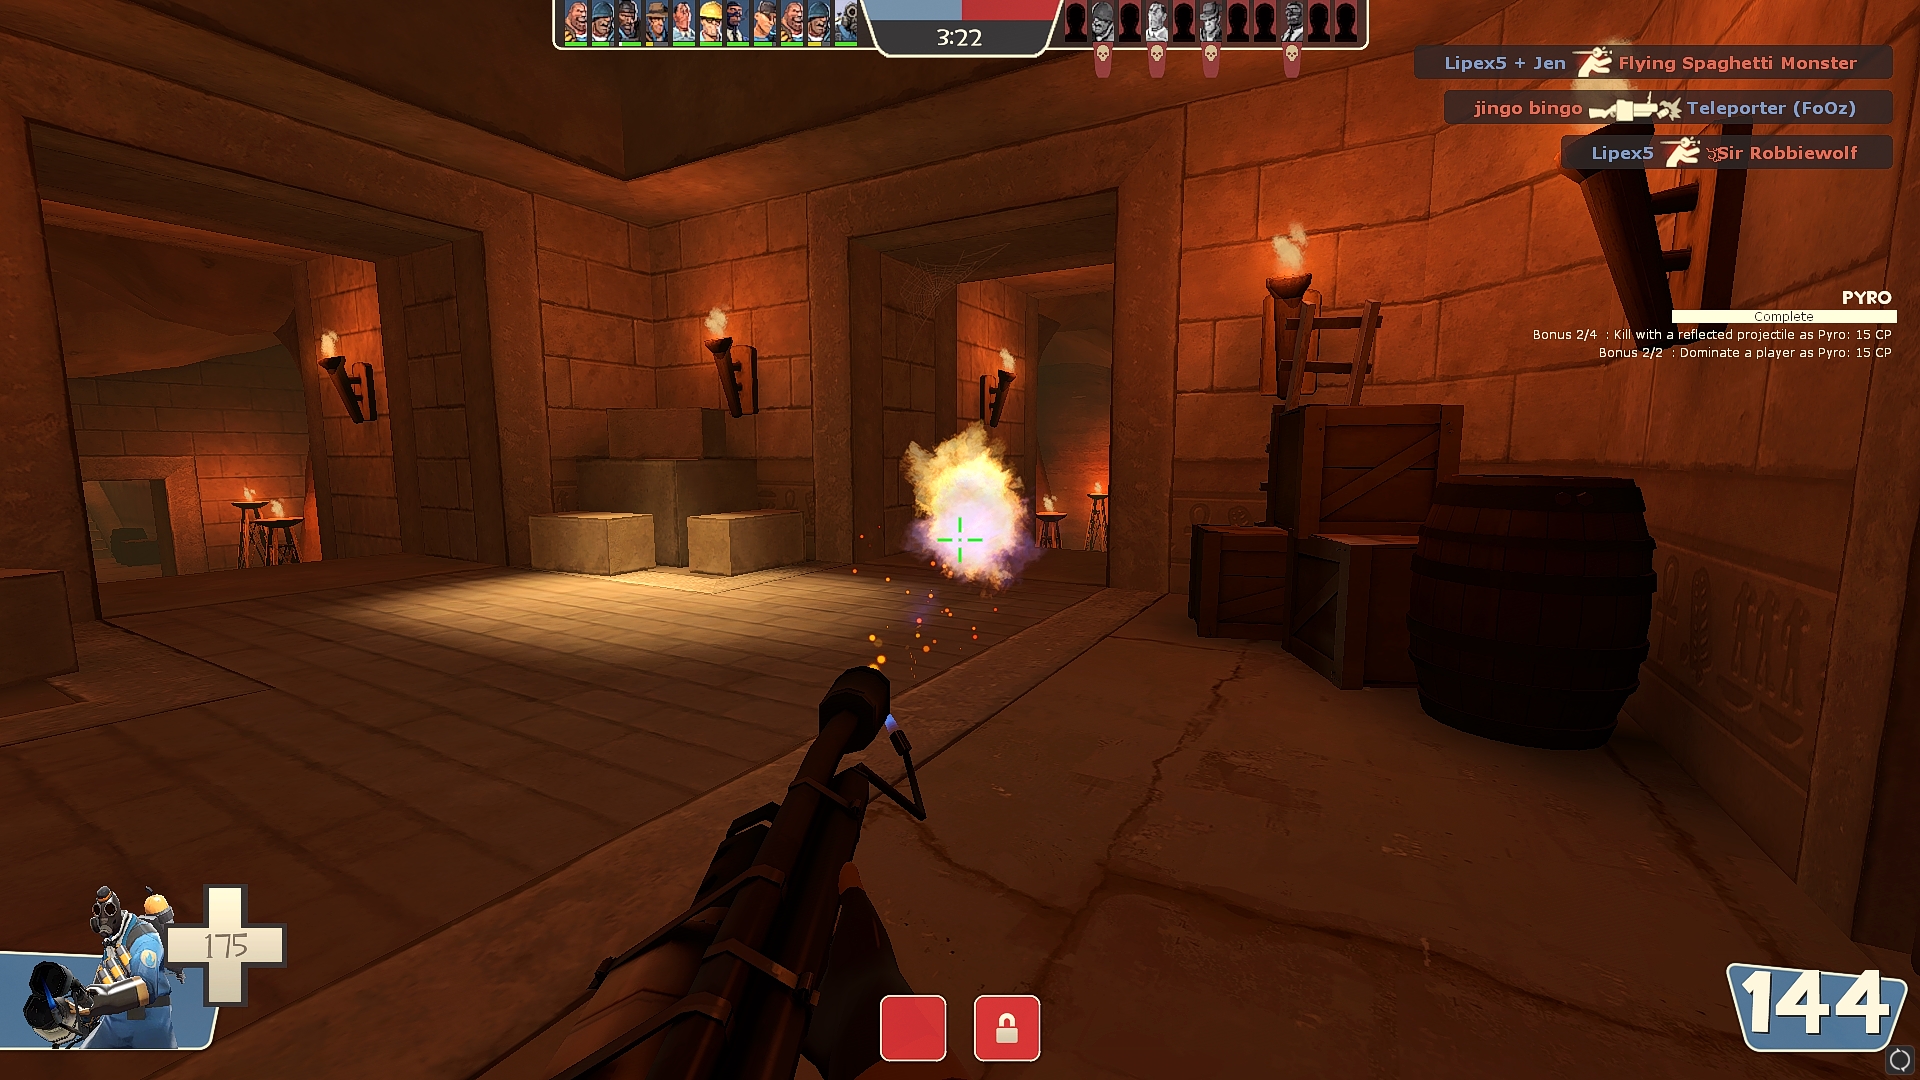 3:22
Lipex5 + Jen Flying Spaghetti Monster
jingo bingo Teleporter (FoOz)
Lipex5 Sir Robbiewolf
PYRO
Complete
Bonus 2/4 : Kill with a reflected projectile as Pyro: 15 CP
Bonus 2/2 : Dominate a player as Pyro: 15 CP
175
144